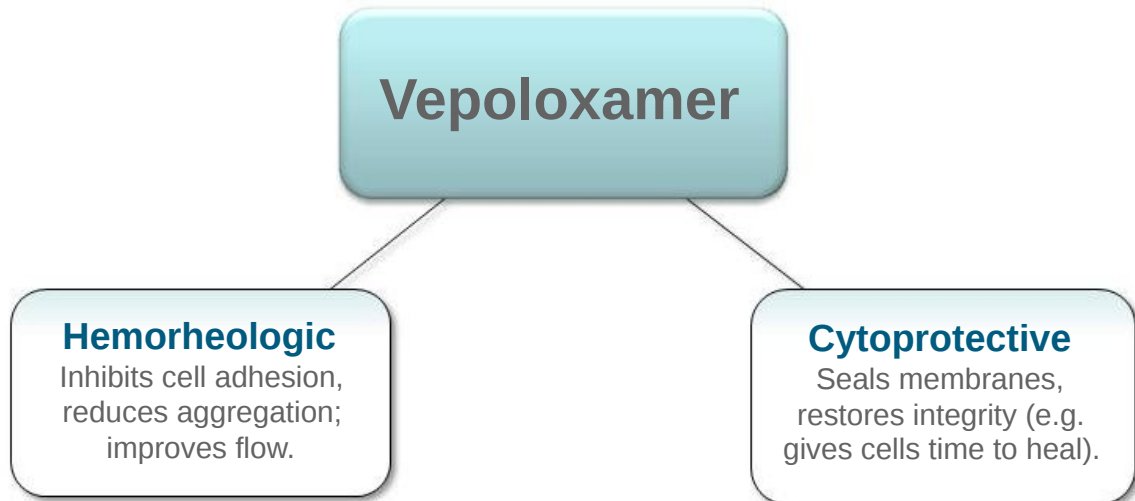 Vepoloxamer
Hemorheologic
Inhibits cell adhesion,
reduces aggregation;
improves flow.
Cytoprotective
Seals membranes,
restores integrity (e.g.
gives cells time to heal).